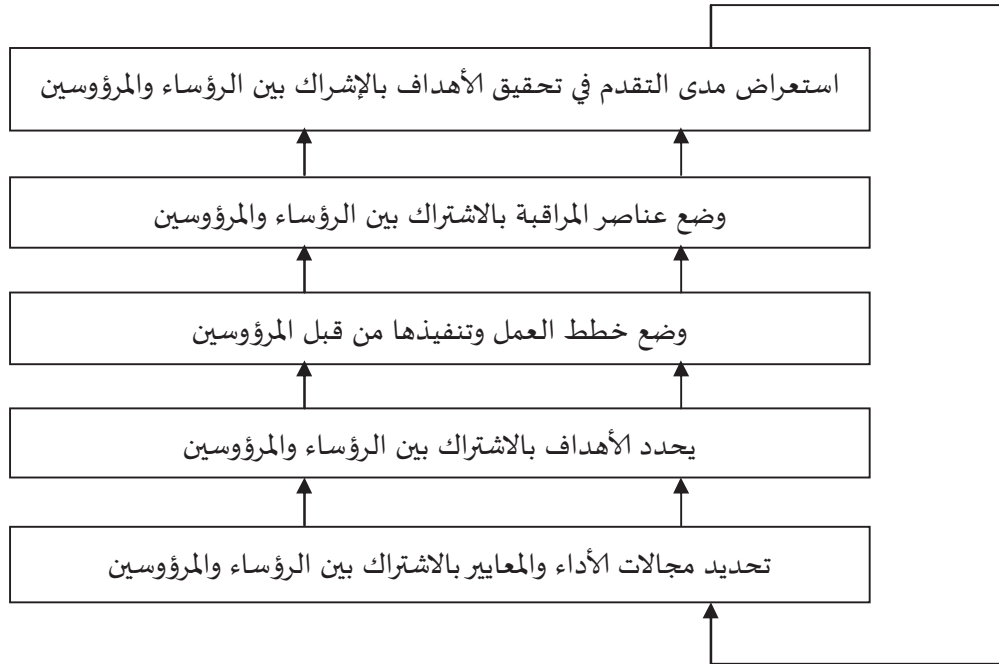 استعراض مدى التقدم في تحقيق الأهداف بالإشراك بين الرؤساء والمرؤوسين
وضع عناصر المراقبة بالاشتراك بين الرؤساء والمرؤوسين
وضع خطط العمل وتنفيذها من قبل المرؤوسين
يحدد الأهداف بالاشتراك بين الرؤساء والمرؤوسين
تحديد مجالات الأداء والمعايير بالاشتراك بين الرؤساء والمرؤوسين